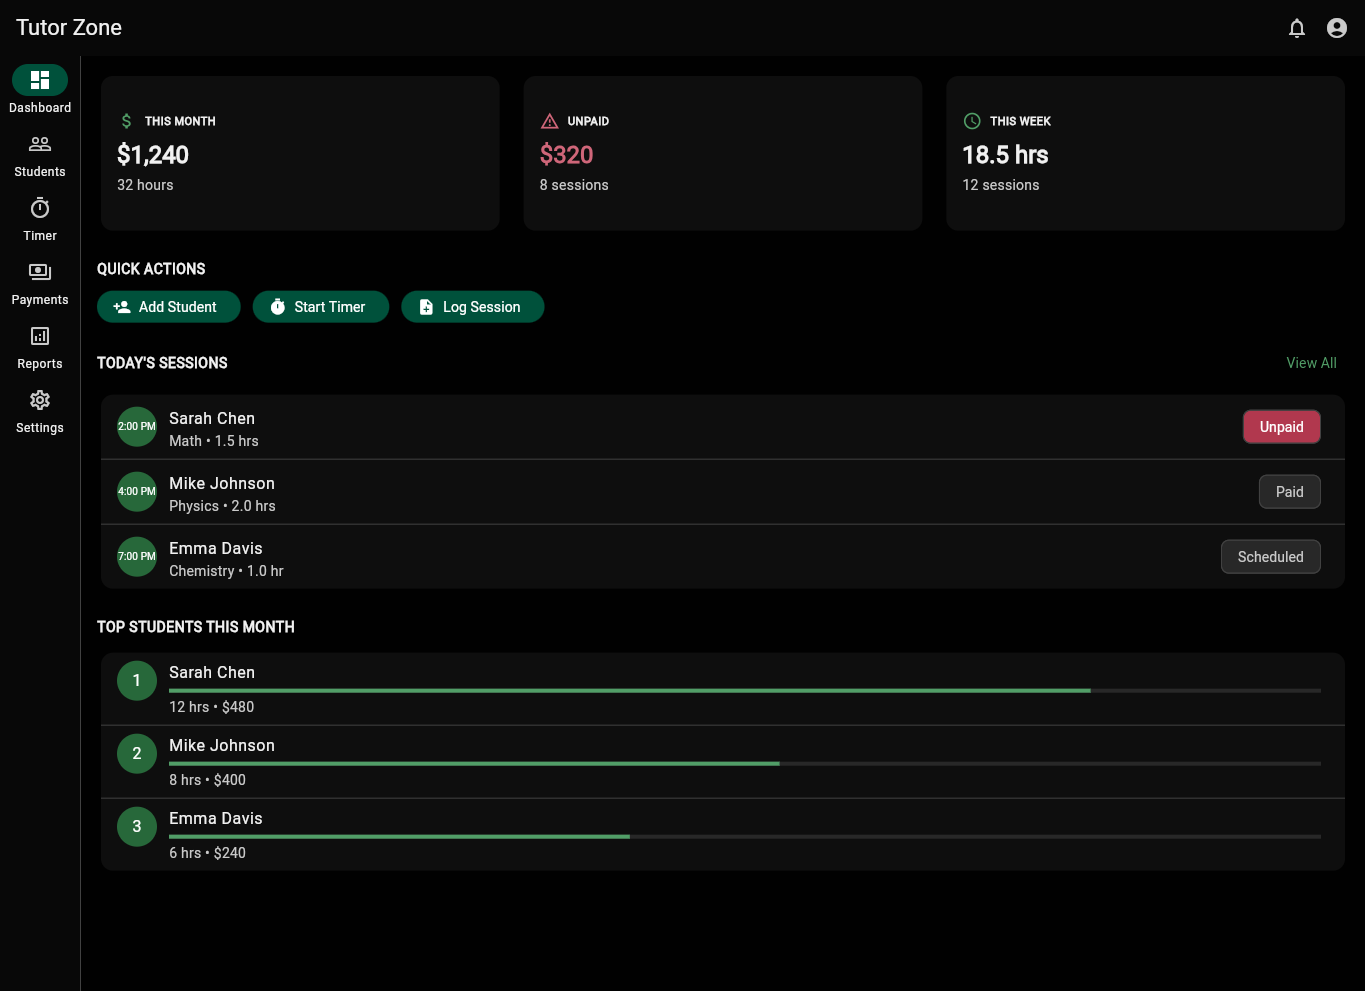 Tutor Zone
Dashboard
Students
Timer
Payments
Reports
Settings
THIS MONTH
$1,240
32 hours
UNPAID
$320
8 sessions
THIS WEEK
18.5 hrs
12 sessions
QUICK ACTIONS
Add Student
Start Timer
Log Session
TODAY'S SESSIONS
View All
2:00 PM
Sarah Chen
Math • 1.5 hrs
Unpaid
4:00 PM
Mike Johnson
Physics • 2.0 hrs
Paid
7:00 PM
Emma Davis
Chemistry • 1.0 hr
Scheduled
TOP STUDENTS THIS MONTH
1
Sarah Chen
12 hrs • $480
2
Mike Johnson
8 hrs • $400
3
Emma Davis
6 hrs • $240